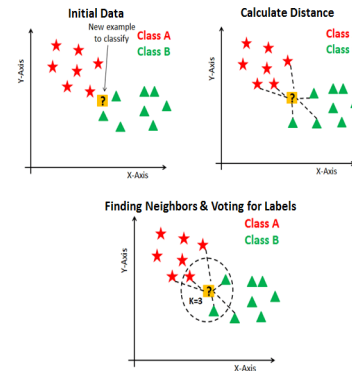 Initial Data
New example
to classify
Class A
Class B
?
Y-Axis
X-Axis
Calculate Distance
Class
Class
?
Y-Axis
X-Axis
Finding Neighbors & Voting for Labels
Class A
Class B
?
K=3
Y-Axis
X-Axis